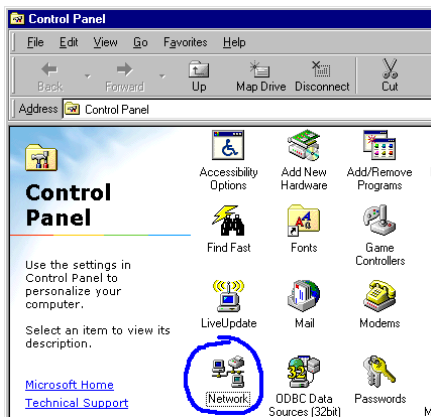 Control Panel
File Edit View Go Favorites Help
Back Forward Up Map Drive Disconnect Cut
Address Control Panel
Control
Panel
Use the settings in
Control Panel to
personalize your
computer.
Select an item to view its
description.
Microsoft Home
Technical Support
Accessibility
Options
Add New
Hardware
Add/Remove
Programs
Find Fast
Fonts
Game
Controllers
LiveUpdate
Mail
Modems
Network
ODBC Data
Sources (32bit)
Passwords